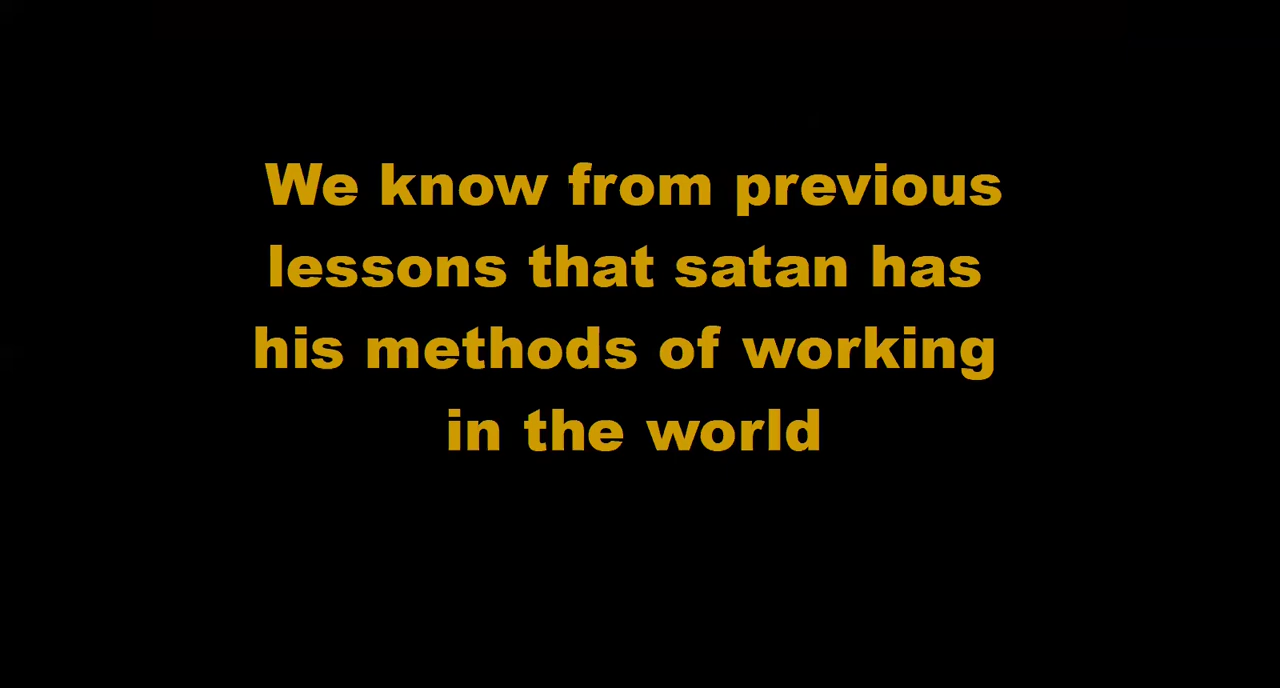 We know from previous
lessons that satan has
his methods of working
in the world